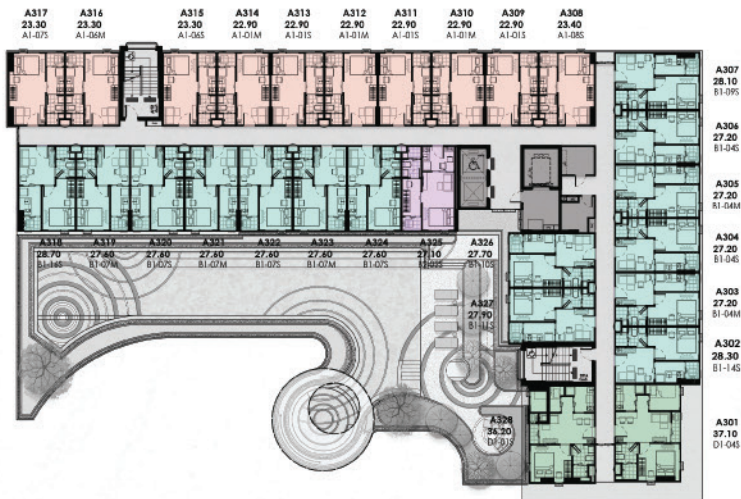 A317
23.30
A1-07S
A316
23.30
A1-06M
A315
23.30
A1-06S
A314
22.90
A1-01M
A313
22.90
A1-01S
A312
22.90
A1-01M
A311
22.90
A1-01S
A310
22.90
A1-01M
A309
22.90
A1-01S
A308
23.40
A1-08S
A307
28.10
B1-09S
A306
27.20
B1-04S
A305
27.20
B1-04M
A304
27.20
B1-04S
A303
27.20
B1-04M
A302
28.30
B1-14S
A301
37.10
D1-04S
A318
28.70
B1-16S
A319
27.60
B1-07M
A320
27.60
B1-07S
A321
27.60
B1-07M
A322
27.60
B1-07S
A323
27.60
B1-07M
A324
27.60
B1-07S
A325
27.10
A326
27.70
B1-10S
A327
27.90
B1-11S
A328
36.20
D1-01S